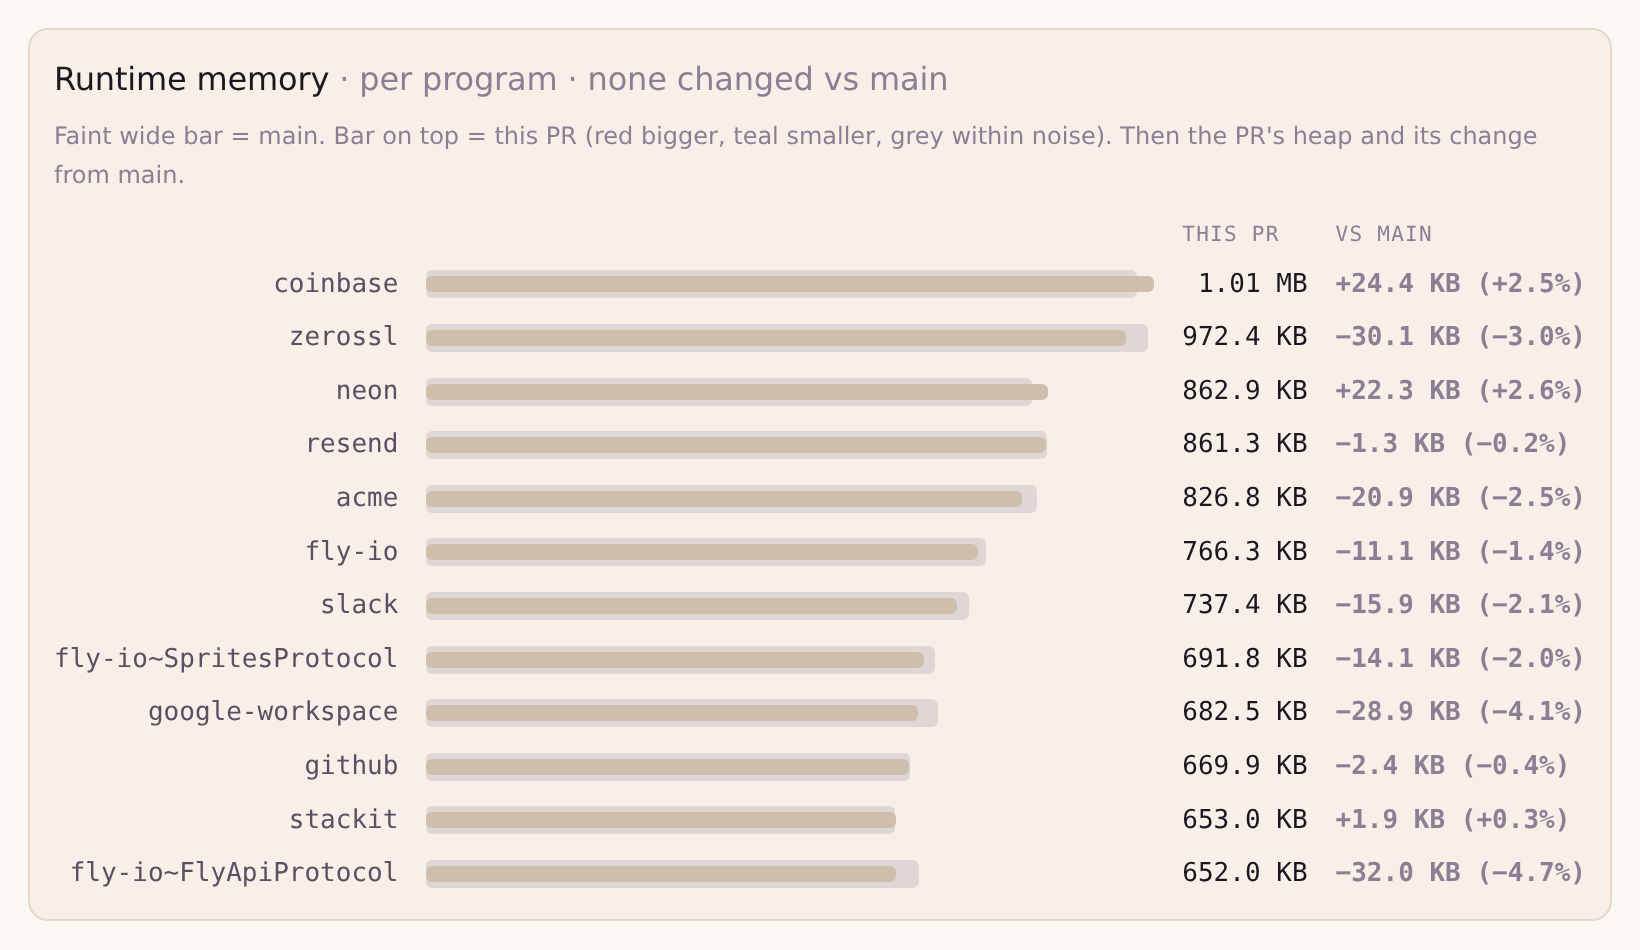 Runtime memory · per program · none changed vs main
Faint wide bar = main. Bar on top = this PR (red bigger, teal smaller, grey within noise). Then the PR's heap and its change
from main.
THIS PR VS MAIN
coinbase 1.01 MB +24.4 KB (+2.5%)
zerossl 972.4 KB −30.1 KB (−3.0%)
neon 862.9 KB +22.3 KB (+2.6%)
resend 861.3 KB −1.3 KB (−0.2%)
acme 826.8 KB −20.9 KB (−2.5%)
fly-io 766.3 KB −11.1 KB (−1.4%)
slack 737.4 KB −15.9 KB (−2.1%)
fly-io~SpritesProtocol 691.8 KB −14.1 KB (−2.0%)
google-workspace 682.5 KB −28.9 KB (−4.1%)
github 669.9 KB −2.4 KB (−0.4%)
stackit 653.0 KB +1.9 KB (+0.3%)
fly-io~FlyApiProtocol 652.0 KB −32.0 KB (−4.7%)